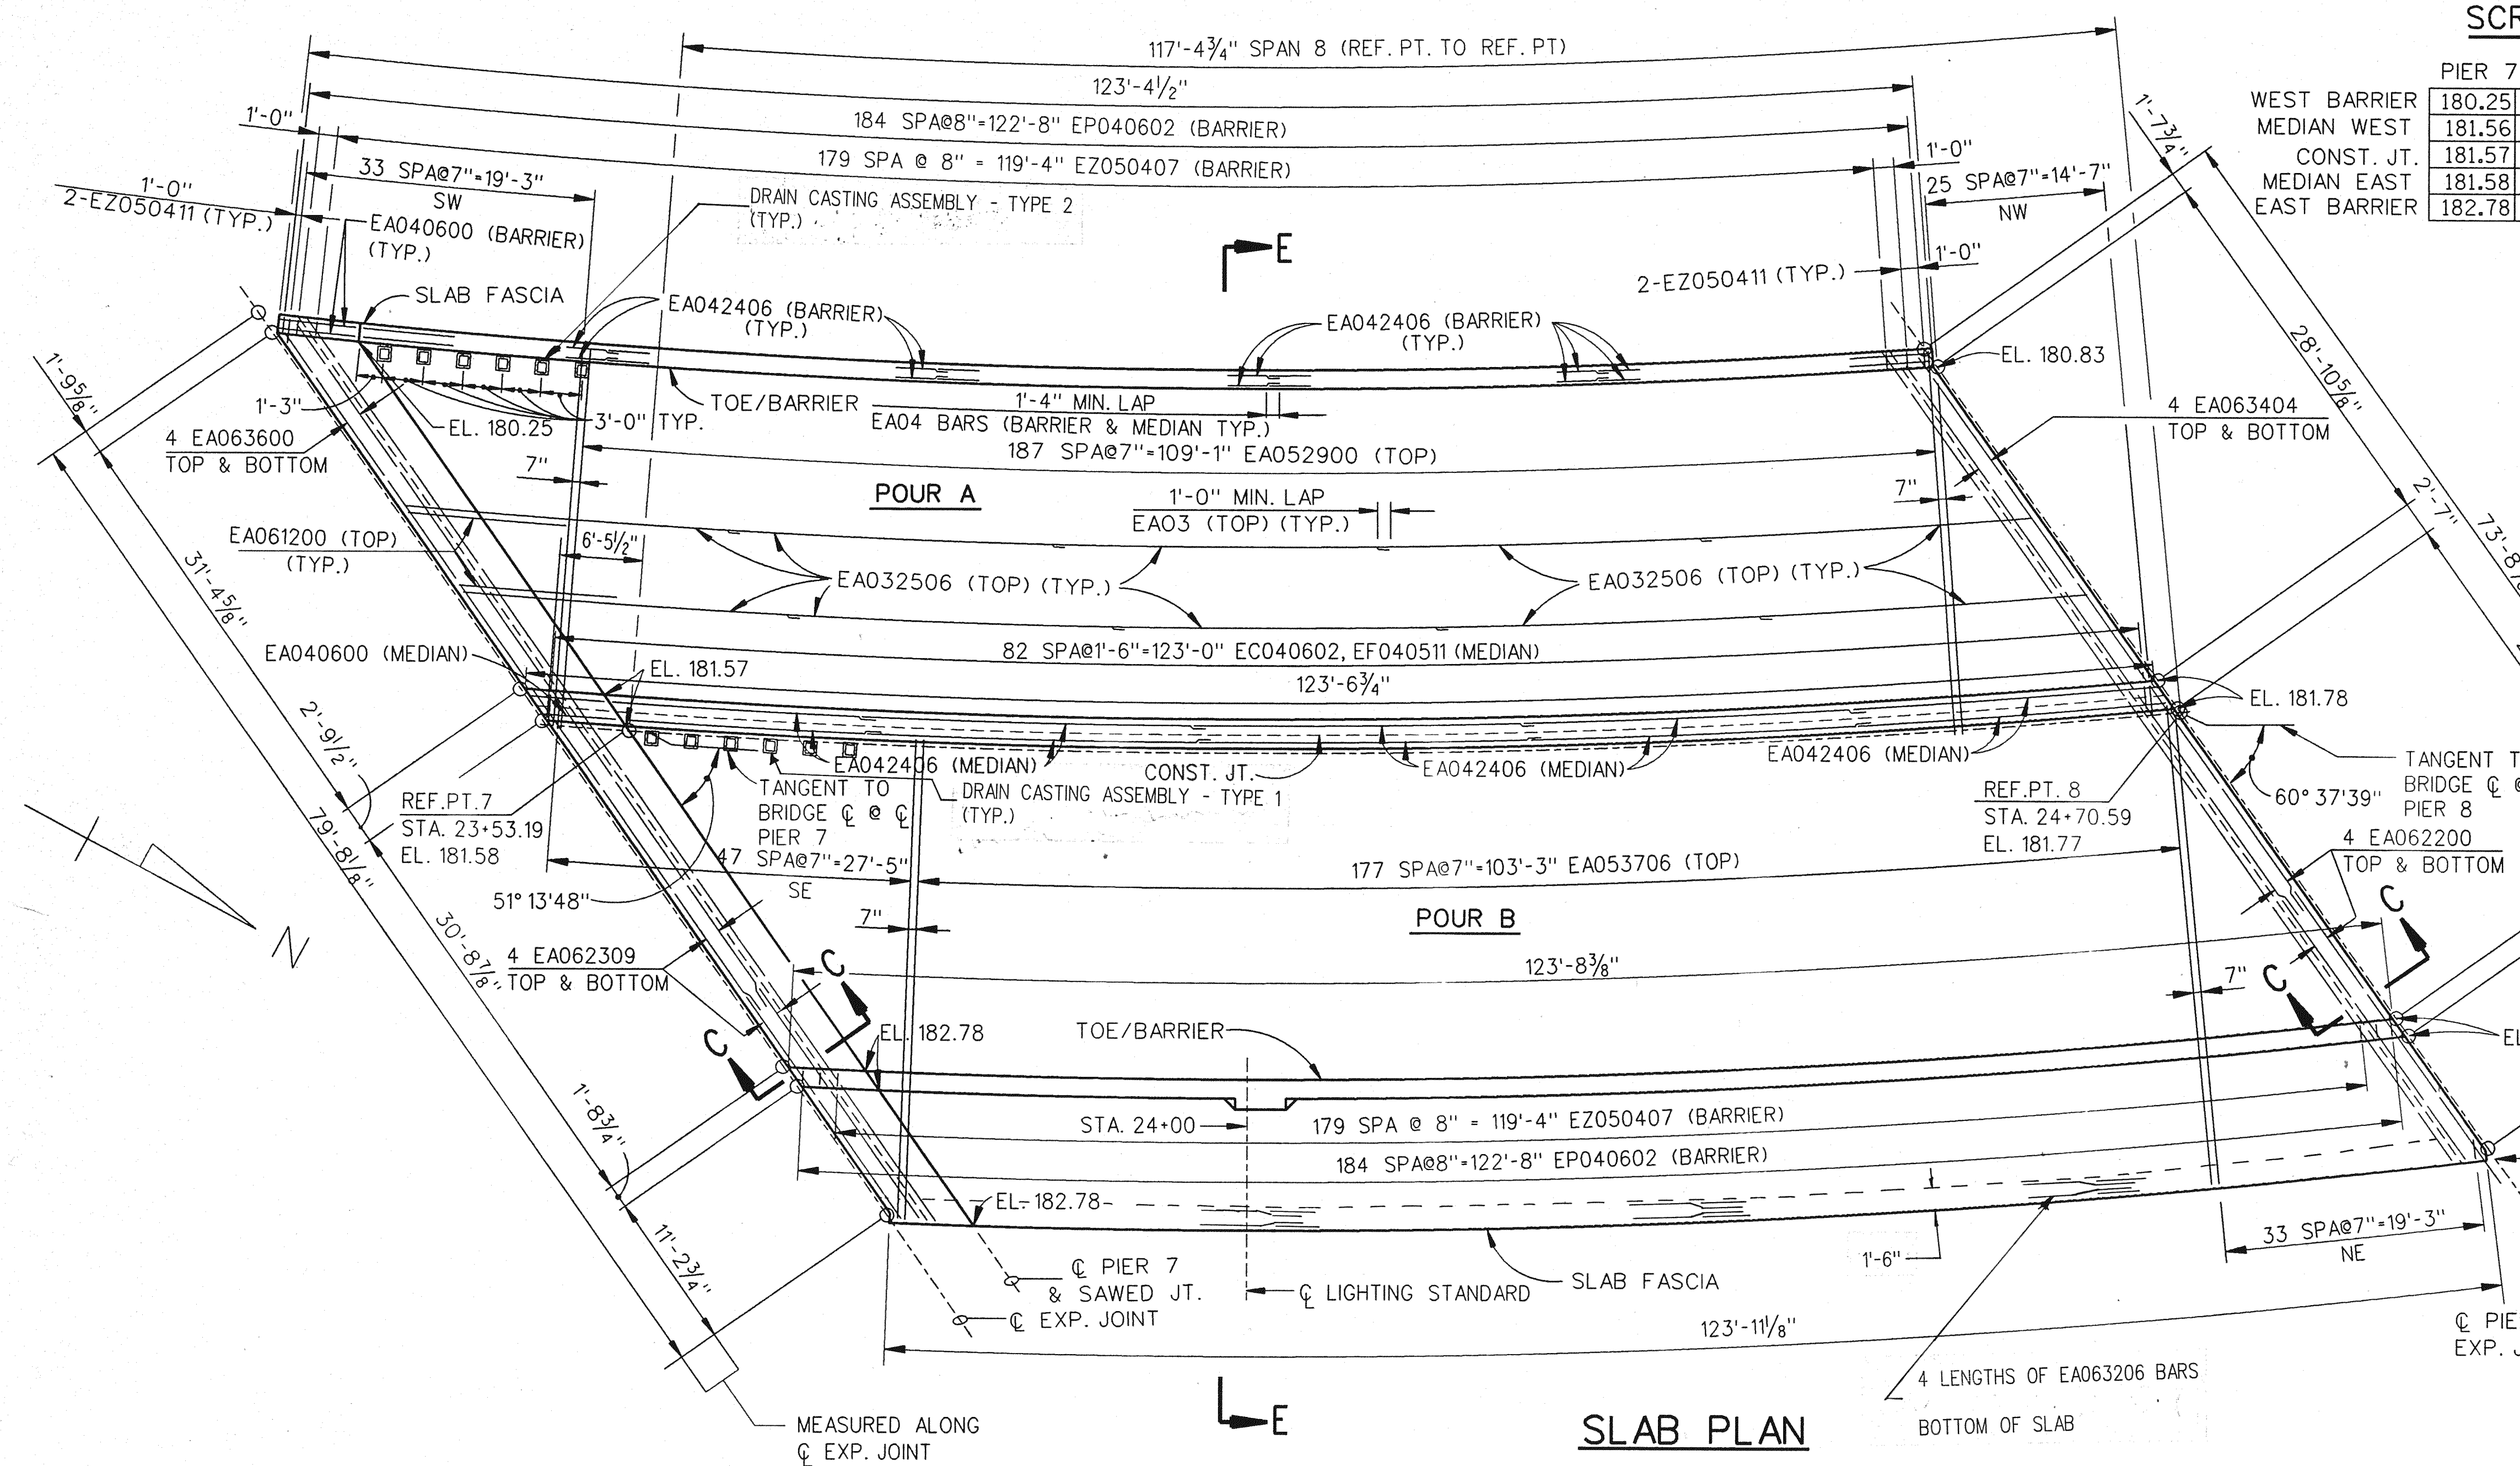 SCR
117'-4¾" SPAN 8 (REF. PT. TO REF. PT)
123'-4½"
184 SPA@8"=122'-8" EP040602 (BARRIER)
179 SPA @ 8" = 119'-4" EZ050407 (BARRIER)
PIER 7
WEST BARRIER 180.25
MEDIAN WEST 181.56
CONST. JT. 181.57
MEDIAN EAST 181.58
EAST BARRIER 182.78
1'-0"
33 SPA@7"=19'-3"
SW
1'-0"
2-EZ050411 (TYP.)
EA040600 (BARRIER)
(TYP.)
DRAIN CASTING ASSEMBLY - TYPE 2
(TYP.)
1'-0"
25 SPA@7"=14'-7"
NW
1'-7¾"
E
2-EZ050411 (TYP.)
1'-0"
SLAB FASCIA
EA042406 (BARRIER)
(TYP.)
EA042406 (BARRIER)
(TYP.)
EL. 180.83
28'-10⅝"
1'-9⅝"
1'-3"
EL. 180.25
3'-0" TYP.
TOE/BARRIER
1'-4" MIN. LAP
EA04 BARS (BARRIER & MEDIAN TYP.)
187 SPA@7"=109'-1" EA052900 (TOP)
4 EA063404
TOP & BOTTOM
4 EA063600
TOP & BOTTOM
7"
POUR A
1'-0" MIN. LAP
EA03 (TOP) (TYP.)
7"
2'-7"
EA061200 (TOP)
(TYP.)
6'-5½"
31'-4⅝"
EA032506 (TOP) (TYP.)
EA032506 (TOP) (TYP.)
82 SPA@1'-6"=123'-0" EC040602, EF040511 (MEDIAN)
123'-6¾"
EA040600 (MEDIAN)
EL. 181.57
EL. 181.78
2'-9½"
EA042406 (MEDIAN)
CONST. JT.
EA042406 (MEDIAN)
EA042406 (MEDIAN)
TANGENT TO
BRIDGE ℄ @ ℄
PIER 7
DRAIN CASTING ASSEMBLY - TYPE 1
(TYP.)
TANGENT T
BRIDGE ℄ @
PIER 8
60° 37'39"
REF.PT. 7
STA. 23+53.19
EL. 181.58
REF.PT. 8
STA. 24+70.59
EL. 181.77
79'-8⅛"
47 SPA@7"=27'-5"
SE
177 SPA@7"=103'-3" EA053706 (TOP)
4 EA062200
TOP & BOTTOM
51° 13'48"
7"
POUR B
N
30'-8⅞"
4 EA062309
TOP & BOTTOM
C
C
C
C
123'-8⅜"
7"
EL. 182.78
TOE/BARRIER
EL
1'-8¾"
STA. 24+00
179 SPA @ 8" = 119'-4" EZ050407 (BARRIER)
184 SPA@8"=122'-8" EP040602 (BARRIER)
EL. 182.78
11'-2¾"
33 SPA@7"=19'-3"
NE
1'-6"
℄ PIER 7
& SAWED JT.
℄ EXP. JOINT
℄ LIGHTING STANDARD
SLAB FASCIA
123'-11⅛"
℄ PIE
EXP. J
4 LENGTHS OF EA063206 BARS
BOTTOM OF SLAB
MEASURED ALONG
℄ EXP. JOINT
E
SLAB PLAN